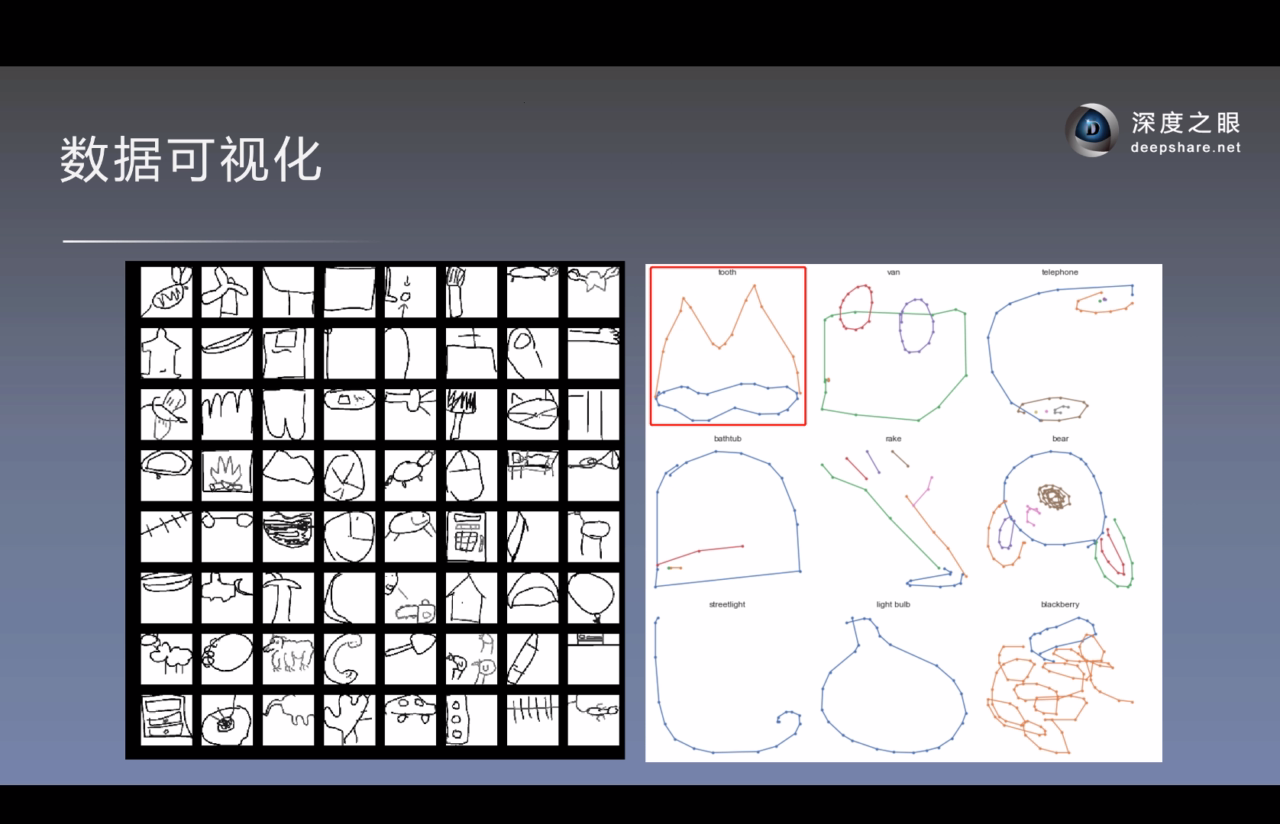 数据可视化
深度之眼
deepshare.net
tooth
van
telephone
bathtub
rake
bear
streetlight
light bulb
blackberry